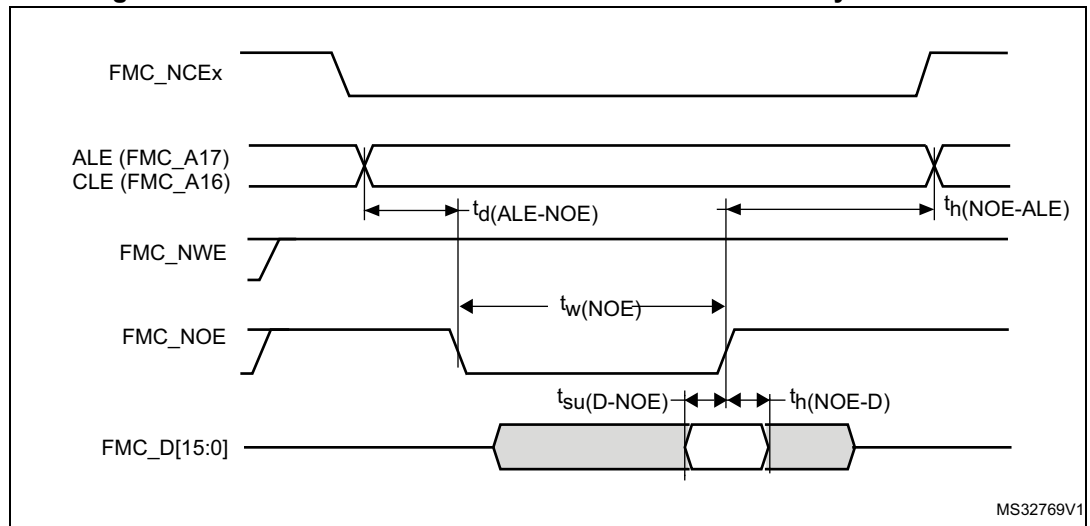 FMC_NCEx
ALE (FMC_A17)
CLE (FMC_A16)
td(ALE-NOE)
th(NOE-ALE)
FMC_NWE
tw(NOE)
FMC_NOE
tsu(D-NOE)
th(NOE-D)
FMC_D[15:0]
MS32769V1